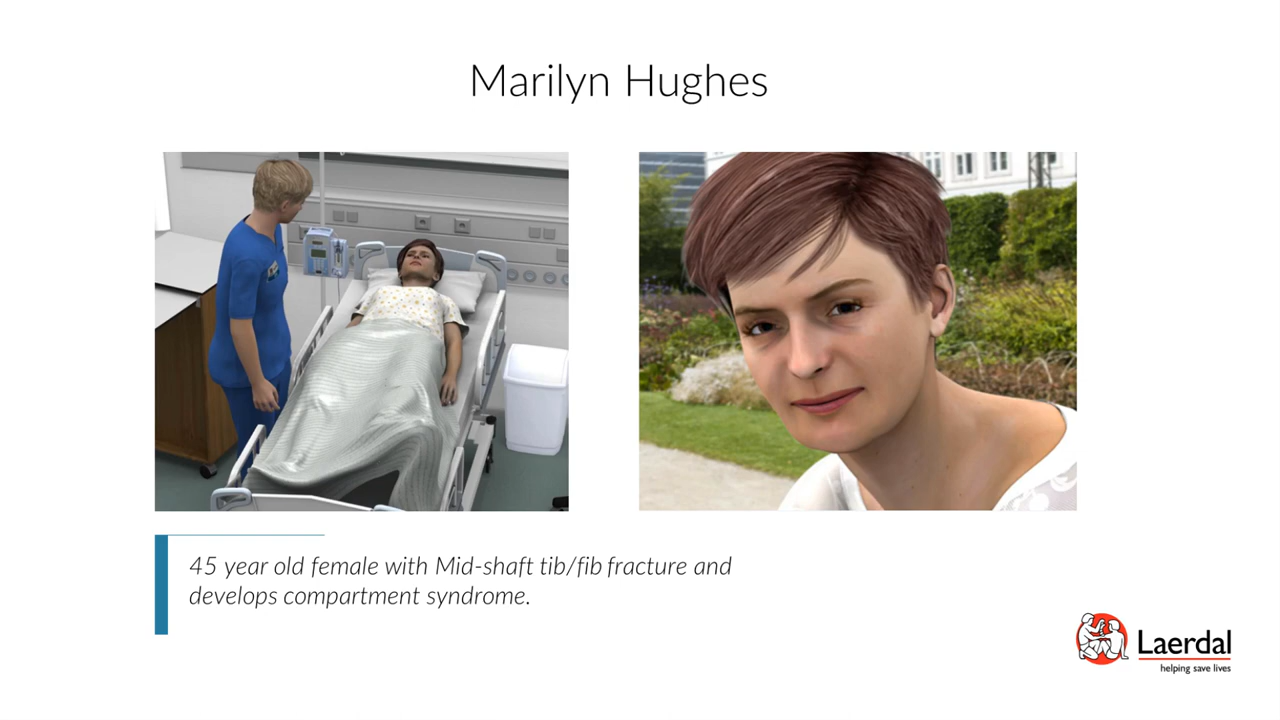 Marilyn Hughes
45 year old female with Mid-shaft tib/fib fracture and
develops compartment syndrome.
Laerdal
helping save lives